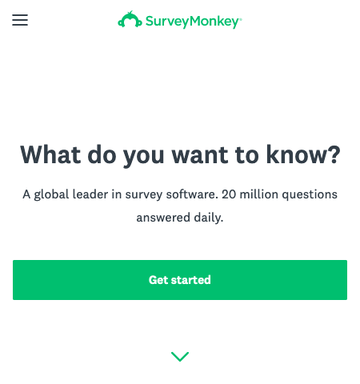 SurveyMonkey
What do you want to know?
A global leader in survey software. 20 million questions
answered daily.
Get started